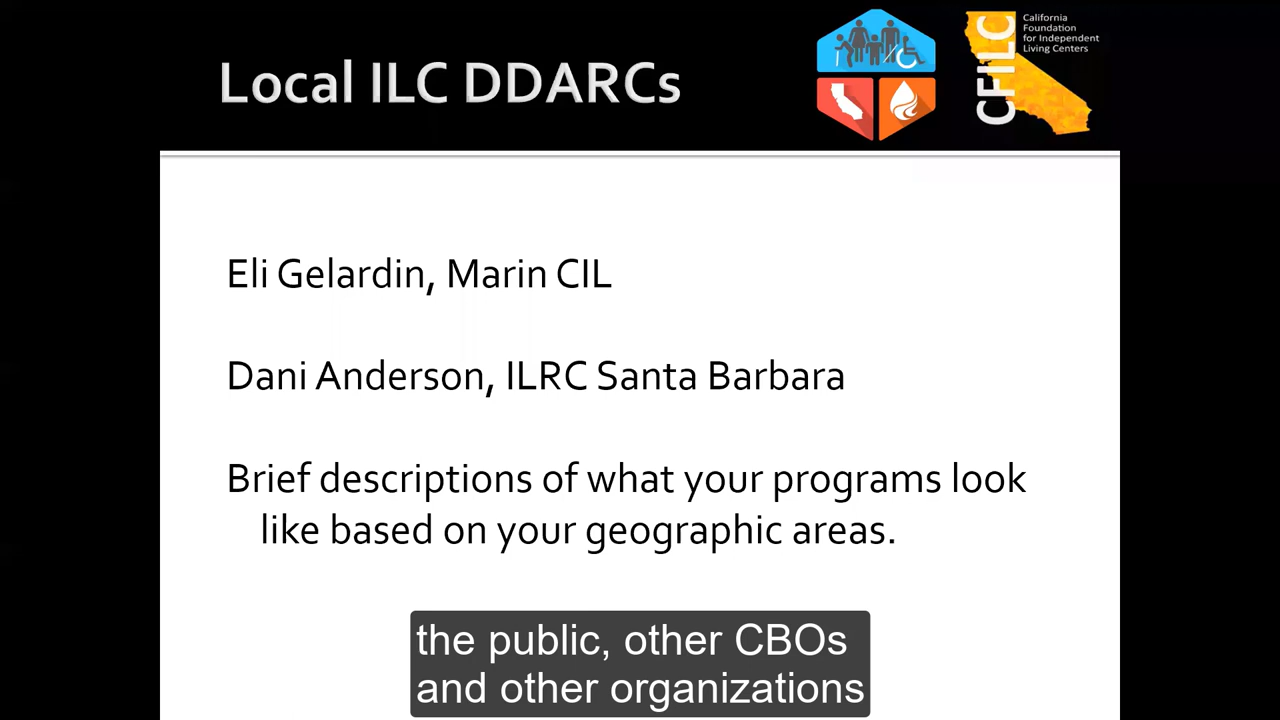 Local ILC DDARCs
CFILC
California
Foundation
for Independent
Living Centers
Eli Gelardin, Marin CIL
Dani Anderson, ILRC Santa Barbara
Brief descriptions of what your programs look
like based on your geographic areas.
the public, other CBOs
and other organizations